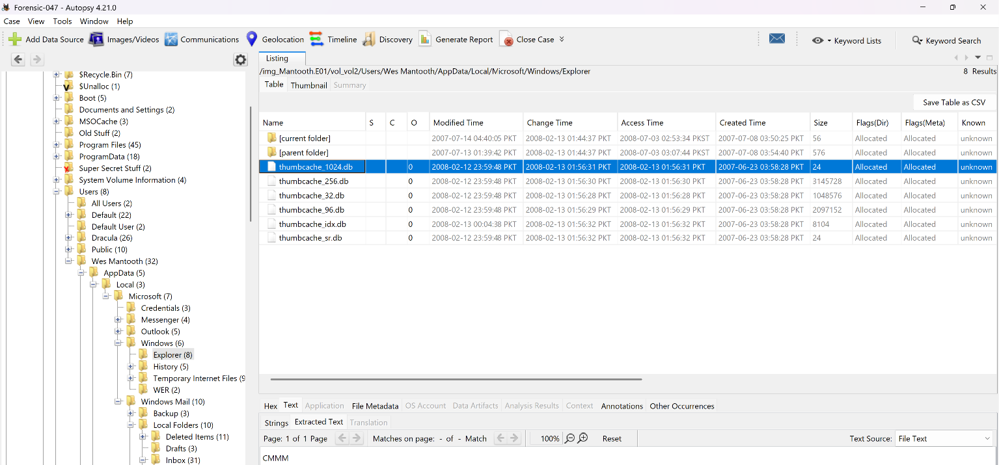 Forensic-047 - Autopsy 4.21.0
Case View Tools Window Help
Add Data Source Images/Videos Communications Geolocation Timeline Discovery Generate Report Close Case Keyword Lists Keyword Search
Listing
/img_Mantooth.E01/vol_vol2/Users/Wes Mantooth/AppData/Local/Microsoft/Windows/Explorer
8 Results
Table Thumbnail Summary
Save Table as CSV
Name S C O Modified Time Change Time Access Time Created Time Size Flags(Dir) Flags(Meta) Known
[current folder] 2007-07-14 04:40:05 PKT 2008-02-13 01:44:37 PKT 2008-07-03 02:53:34 PKST 2007-07-08 03:50:25 PKT 56 Allocated Allocated unknown
[parent folder] 2007-07-13 01:39:42 PKT 2008-02-13 01:44:37 PKT 2008-07-03 03:07:44 PKST 2007-07-08 03:54:40 PKT 576 Allocated Allocated unknown
thumbcache_1024.db 0 2008-02-12 23:59:48 PKT 2008-02-13 01:56:31 PKT 2008-02-13 01:56:31 PKT 2007-06-23 03:58:28 PKT 24 Allocated Allocated unknown
thumbcache_256.db 0 2008-02-12 23:59:48 PKT 2008-02-13 01:56:30 PKT 2008-02-13 01:56:30 PKT 2007-06-23 03:58:28 PKT 3145728 Allocated Allocated unknown
thumbcache_32.db 0 2008-02-12 23:59:48 PKT 2008-02-13 01:56:28 PKT 2008-02-13 01:56:28 PKT 2007-06-23 03:58:28 PKT 1048576 Allocated Allocated unknown
thumbcache_96.db 0 2008-02-12 23:59:48 PKT 2008-02-13 01:56:29 PKT 2008-02-13 01:56:29 PKT 2007-06-23 03:58:28 PKT 2097152 Allocated Allocated unknown
thumbcache_idx.db 0 2008-02-13 00:04:38 PKT 2008-02-13 01:56:32 PKT 2008-02-13 01:56:32 PKT 2007-06-23 03:58:28 PKT 8104 Allocated Allocated unknown
thumbcache_sr.db 0 2008-02-12 23:59:48 PKT 2008-02-13 01:56:32 PKT 2008-02-13 01:56:32 PKT 2007-06-23 03:58:28 PKT 24 Allocated Allocated unknown
$Recycle.Bin (7)
$Unalloc (1)
Boot (5)
Documents and Settings (2)
MSOCache (3)
Old Stuff (2)
Program Files (45)
ProgramData (18)
Super Secret Stuff (2)
System Volume Information (4)
Users (8)
All Users (2)
Default (22)
Default User (2)
Dracula (26)
Public (10)
Wes Mantooth (32)
AppData (5)
Local (3)
Microsoft (7)
Credentials (3)
Messenger (4)
Outlook (5)
Windows (6)
Explorer (8)
History (5)
Temporary Internet Files (9
WER (2)
Windows Mail (10)
Backup (3)
Local Folders (10)
Deleted Items (11)
Drafts (3)
Inbox (31)
Hex Text Application File Metadata OS Account Data Artifacts Analysis Results Context Annotations Other Occurrences
Strings Extracted Text Translation
Page: 1 of 1 Page Matches on page: - of - Match 100% Reset Text Source: File Text
CMMM